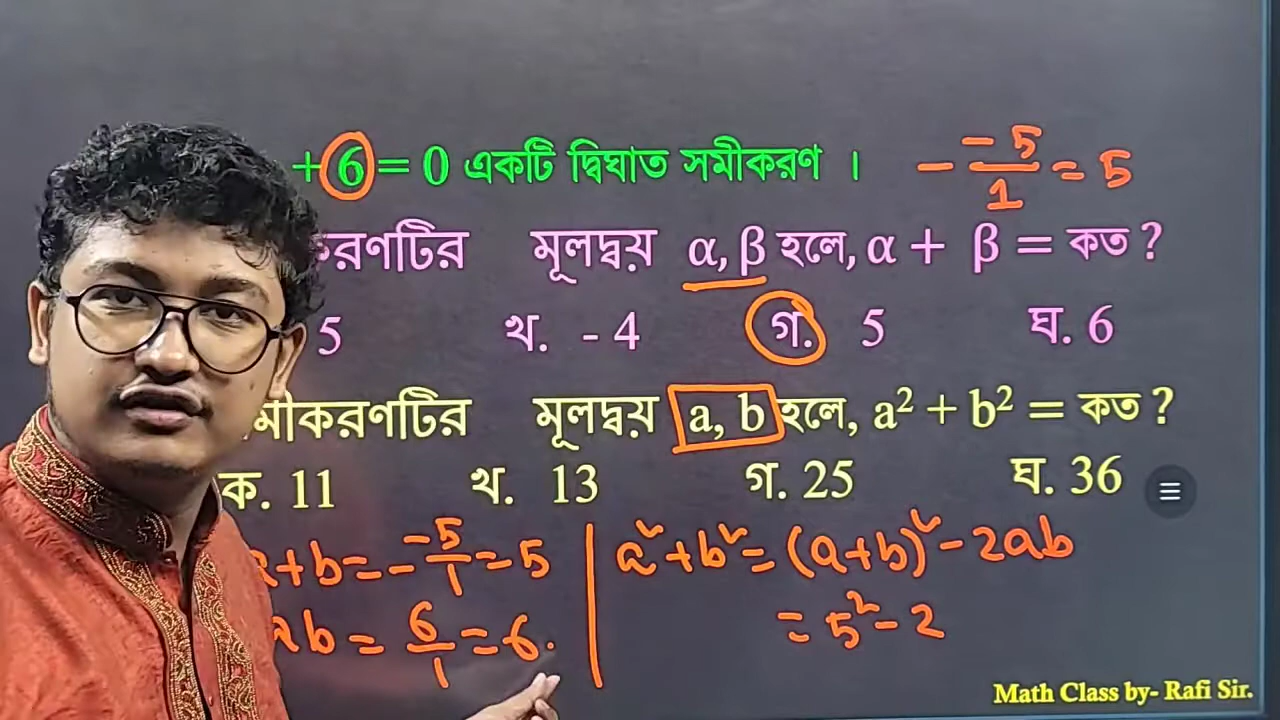 + 6 = 0 একটি দ্বিঘাত সমীকরণ ।
- -5/1 = 5
মূলদ্বয় α, β হলে, α + β = কত ?
5 খ. - 4 গ. 5 ঘ. 6
মূলদ্বয় a, b হলে, a² + b² = কত ?
ক. 11 খ. 13 গ. 25 ঘ. 36
a+b = - -5/1 = 5
ab = 6/1 = 6.
a² + b² = (a+b)² - 2ab
= 5² - 2
Math Class by- Rafi Sir.